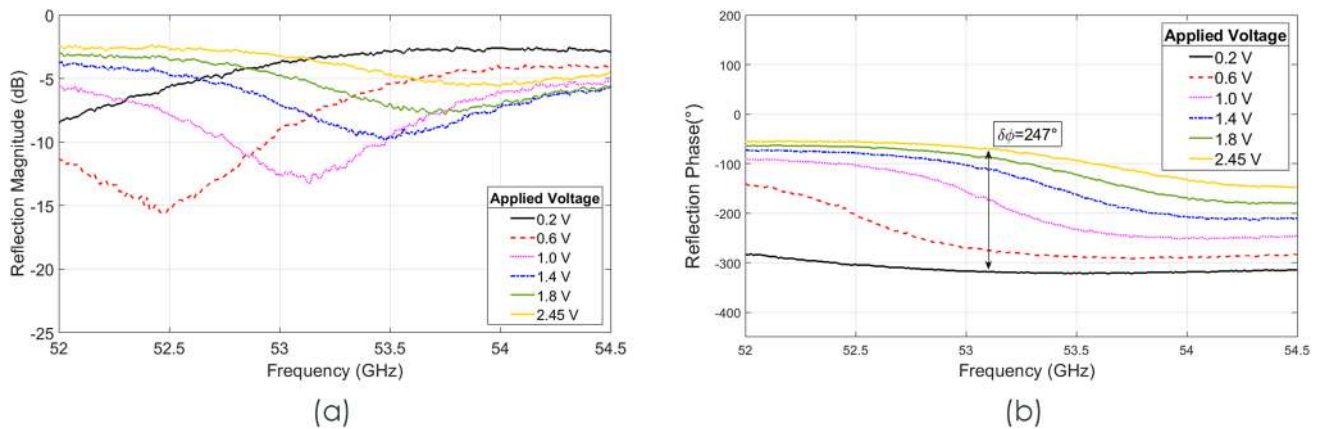 0
-5
-10
-15
-20
-25
Reflection Magnitude (dB)
52
52.5
53
53.5
54
54.5
Frequency (GHz)
Applied Voltage
0.2 V
0.6 V
1.0 V
1.4 V
1.8 V
2.45 V
(a)
200
100
0
-100
-200
-300
-400
Reflection Phase(°)
52
52.5
53
53.5
54
54.5
Frequency (GHz)
Applied Voltage
0.2 V
0.6 V
1.0 V
1.4 V
1.8 V
2.45 V
δϕ=247°
(b)